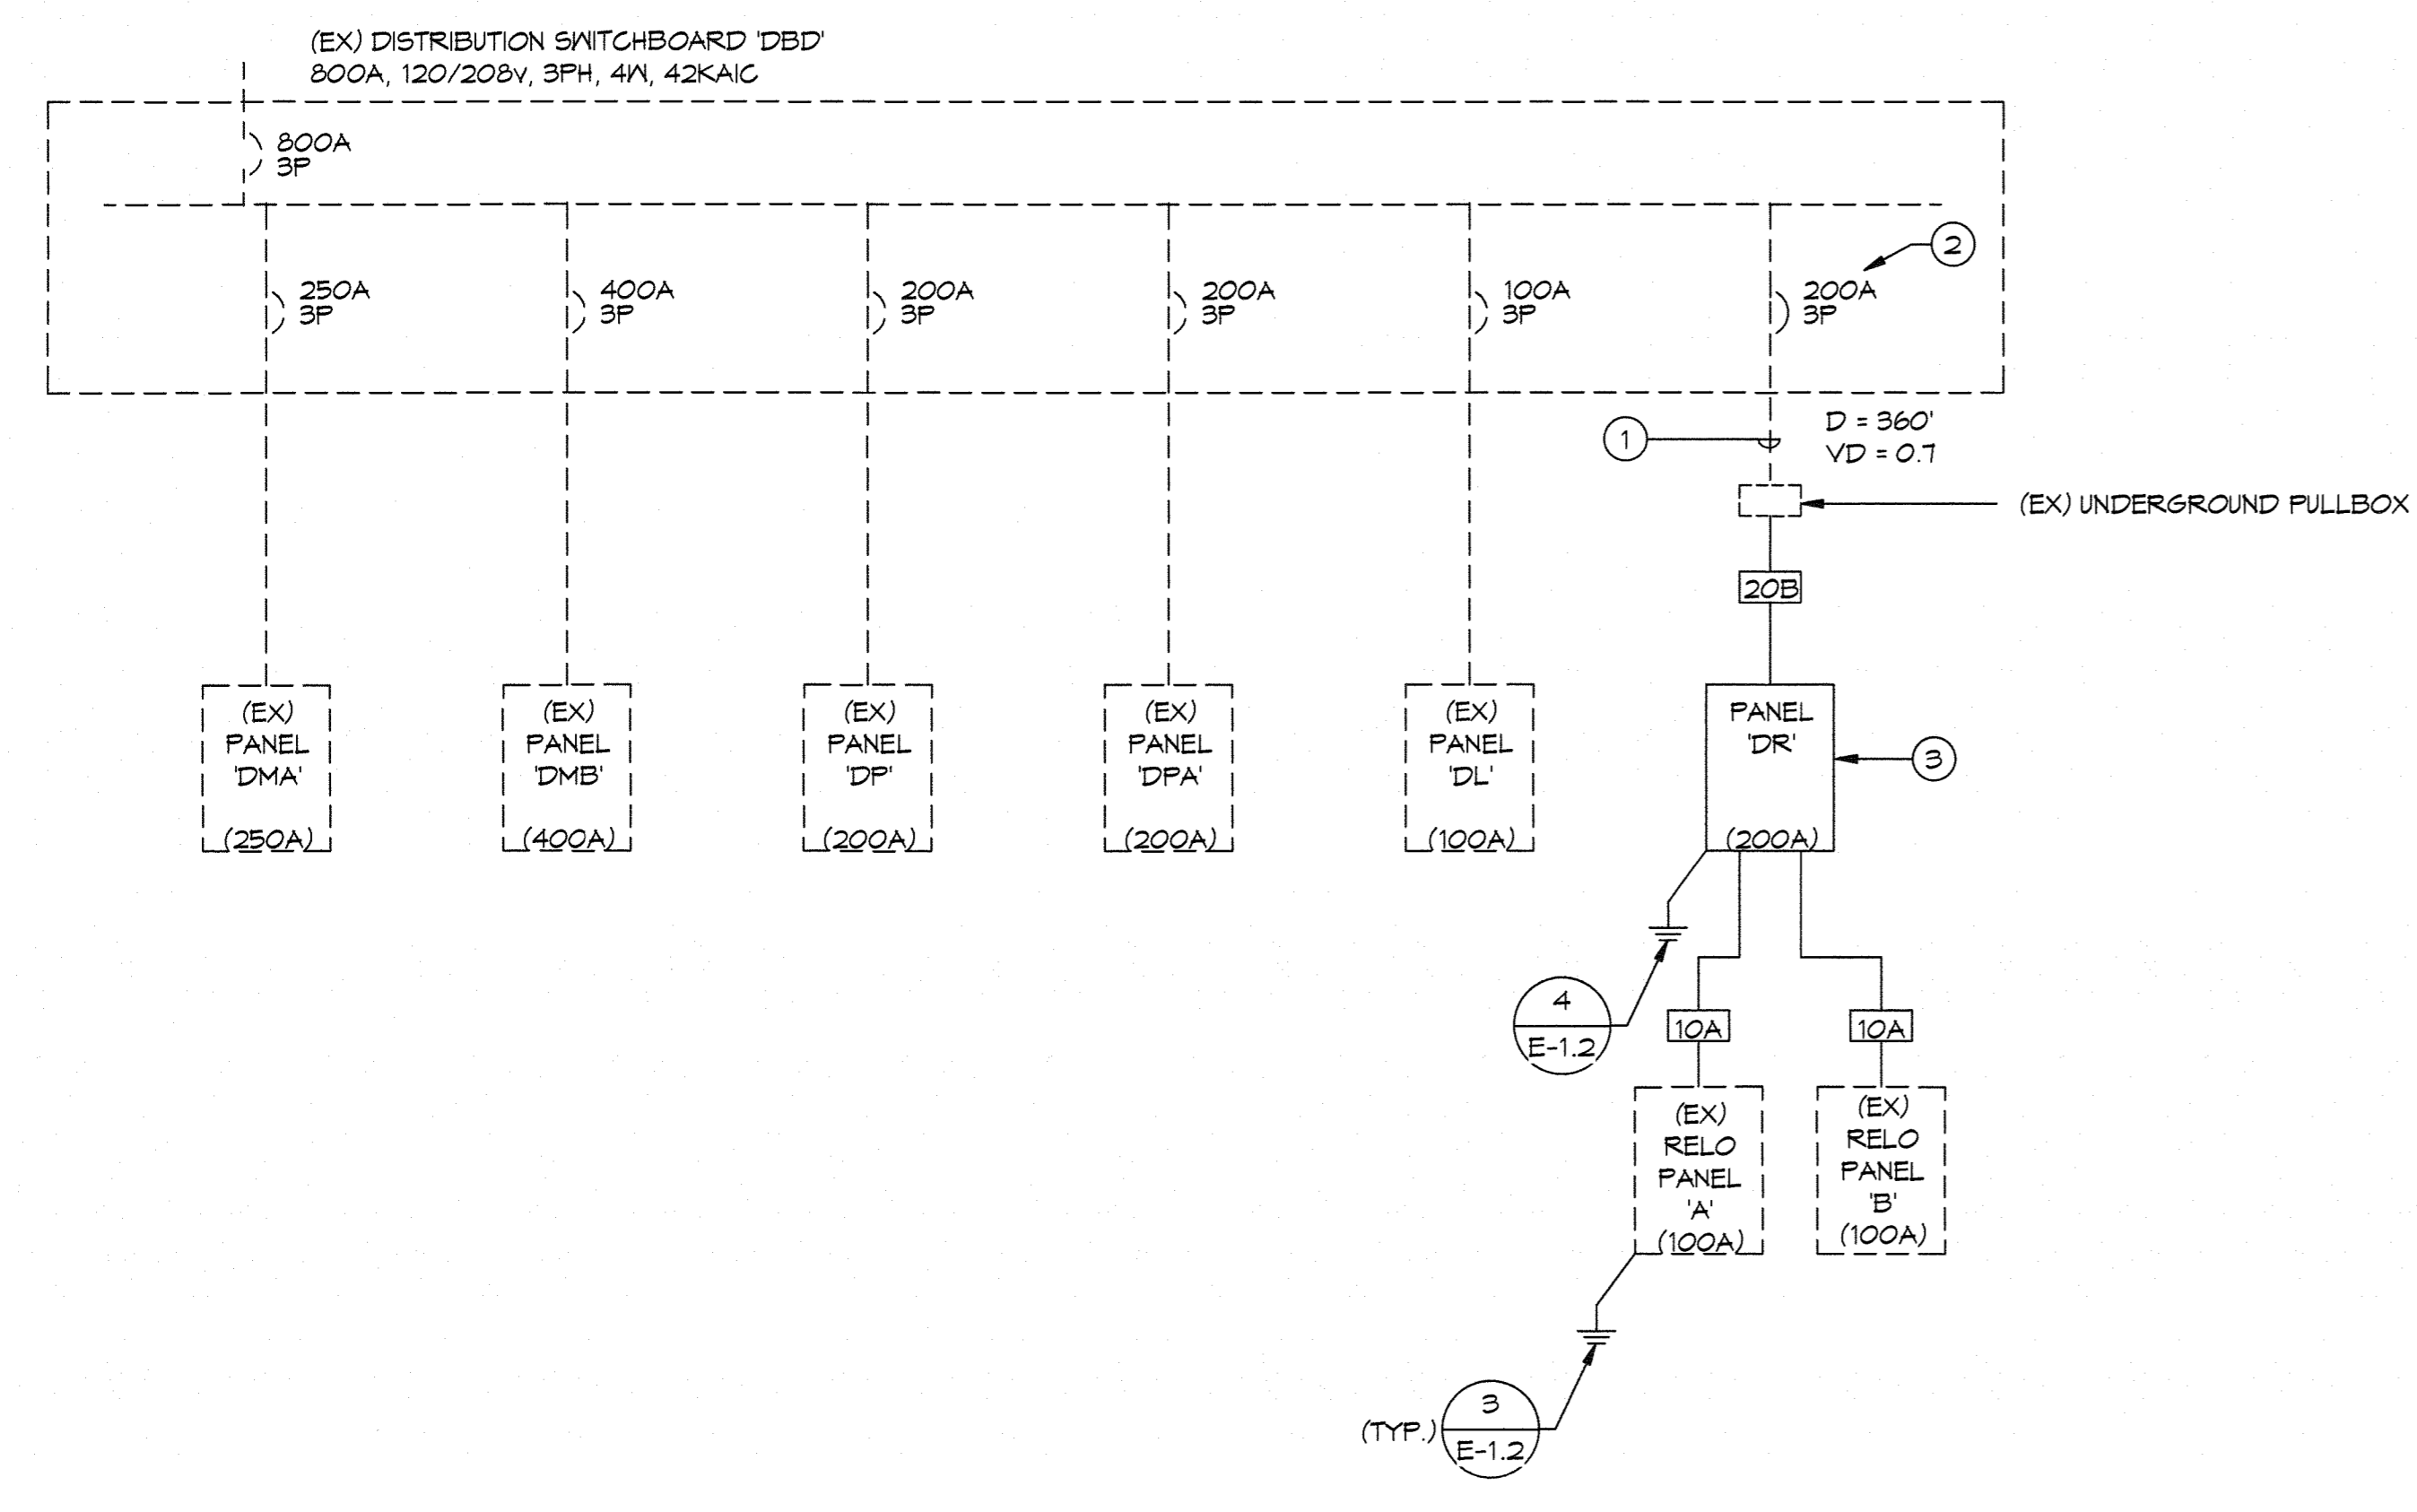 (EX) DISTRIBUTION SWITCHBOARD 'DBD'
800A, 120/208V, 3PH, 4W, 42KAIC
800A
3P
2
250A
3P
400A
3P
200A
3P
200A
3P
100A
3P
200A
3P
1
D = 360'
VD = 0.7
(EX) UNDERGROUND PULLBOX
20B
(EX)
PANEL
'DMA'
(250A)
(EX)
PANEL
'DMB'
(400A)
(EX)
PANEL
'DP'
(200A)
(EX)
PANEL
'DPA'
(200A)
(EX)
PANEL
'DL'
(100A)
PANEL
'DR'
(200A)
3
4
E-1.2
10A
10A
(EX)
RELO
PANEL
'A'
(100A)
(EX)
RELO
PANEL
'B'
(100A)
(TYP.)
3
E-1.2